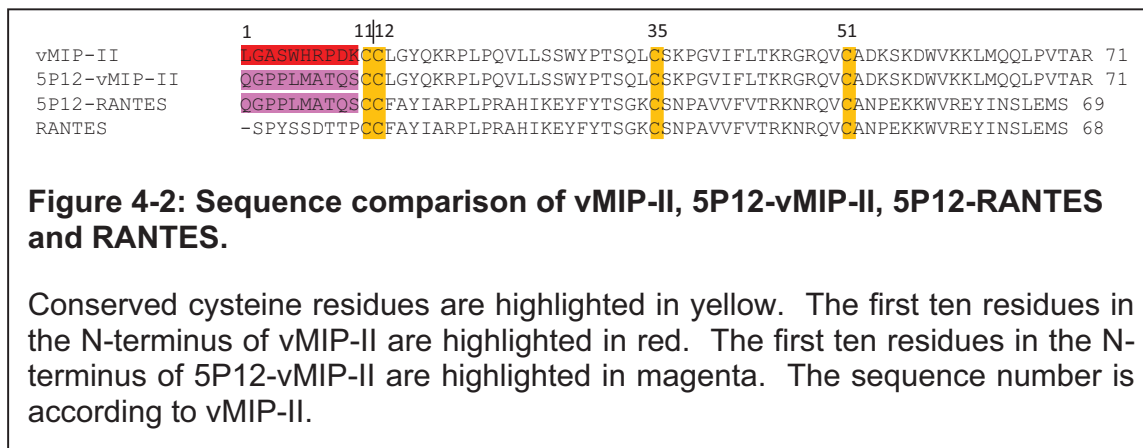 1 1112 35 51
vMIP-II LGASWHRPDKCCLGYQKRPLPQVLLSSWYPTSQLCSKPGVIFLTKRGRQVCADKSKDWVKKLMQQLPVTAR 71
5P12-vMIP-II QGPPLMATQSCCLGYQKRPLPQVLLSSWYPTSQLCSKPGVIFLTKRGRQVCADKSKDWVKKLMQQLPVTAR 71
5P12-RANTES QGPPLMATQSCCFAYIARPLPRAHIKEYFYTSGKCSNPAVVFVTRKNRQVCANPEKKWVREYINSLEMS 69
RANTES -SPYSSDTTPCCFAYIARPLPRAHIKEYFYTSGKCSNPAVVFVTRKNRQVCANPEKKWVREYINSLEMS 68
Figure 4-2: Sequence comparison of vMIP-II, 5P12-vMIP-II, 5P12-RANTES
and RANTES.
Conserved cysteine residues are highlighted in yellow. The first ten residues in
the N-terminus of vMIP-II are highlighted in red. The first ten residues in the N-
terminus of 5P12-vMIP-II are highlighted in magenta. The sequence number is
according to vMIP-II.